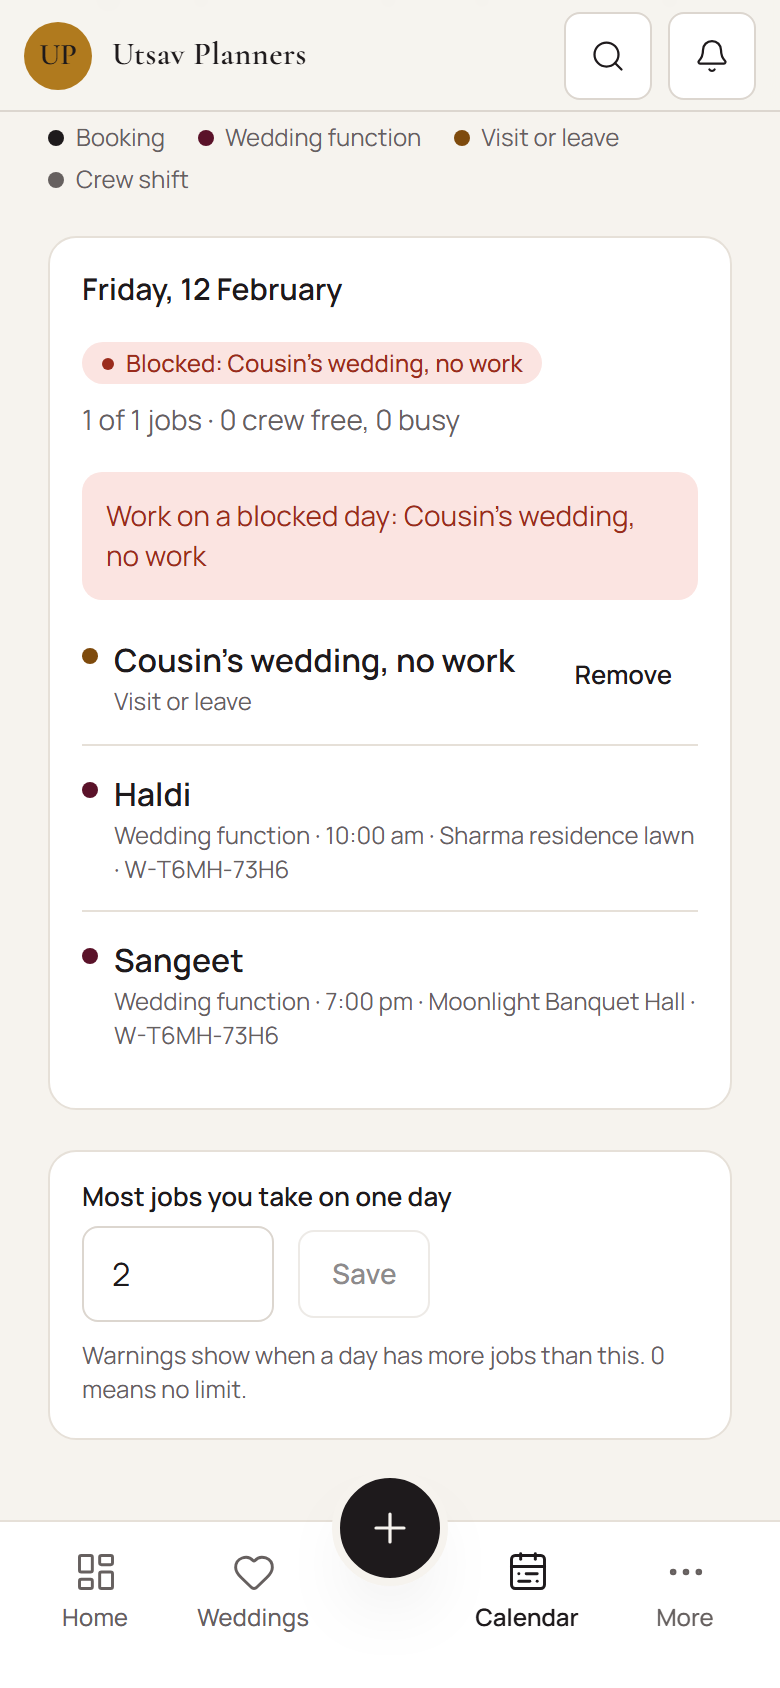 UP Utsav Planners
Booking Wedding function Visit or leave
Crew shift
Friday, 12 February
Blocked: Cousin's wedding, no work
1 of 1 jobs · 0 crew free, 0 busy
Work on a blocked day: Cousin's wedding,
no work
Cousin's wedding, no work
Remove
Visit or leave
Haldi
Wedding function · 10:00 am · Sharma residence lawn
· W-T6MH-73H6
Sangeet
Wedding function · 7:00 pm · Moonlight Banquet Hall ·
W-T6MH-73H6
Most jobs you take on one day
2 Save
Warnings show when a day has more jobs than this. 0
means no limit.
Home Weddings Calendar More